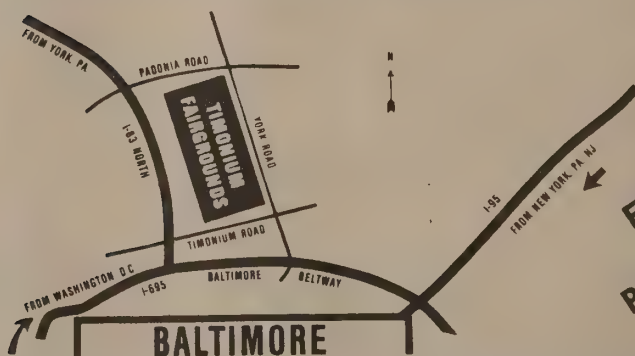 FROM YORK, PA
PADONIA ROAD
N
TIMONIUM
FAIRGROUNDS
YORK ROAD
I-83 NORTH
I-95
FROM NEW YORK, PA, NJ
TIMONIUM ROAD
FROM WASHINGTON D C
I-695
BALTIMORE BELTWAY
BALTIMORE